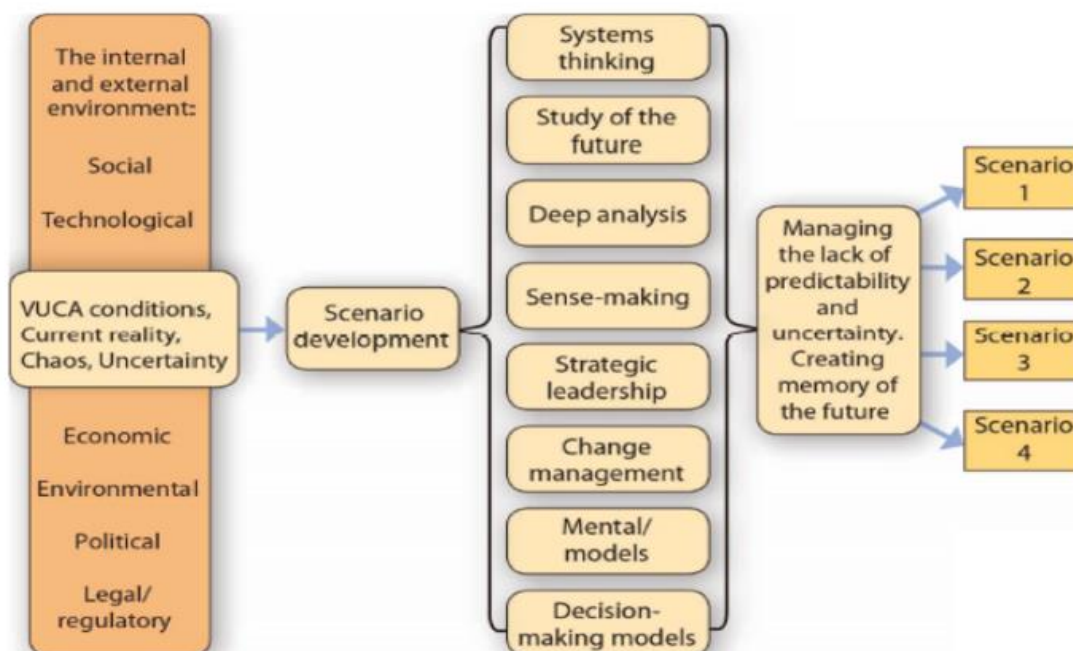 The internal
and external
environment:
Social
Technological
VUCA conditions,
Current reality,
Chaos, Uncertainty
Economic
Environmental
Political
Legal/
regulatory
Scenario
development
Systems
thinking
Study of the
future
Deep analysis
Sense-making
Strategic
leadership
Change
management
Mental/
models
Decision-
making models
Managing
the lack of
predictability
and
uncertainty.
Creating
memory of
the future
Scenario
1
Scenario
2
Scenario
3
Scenario
4